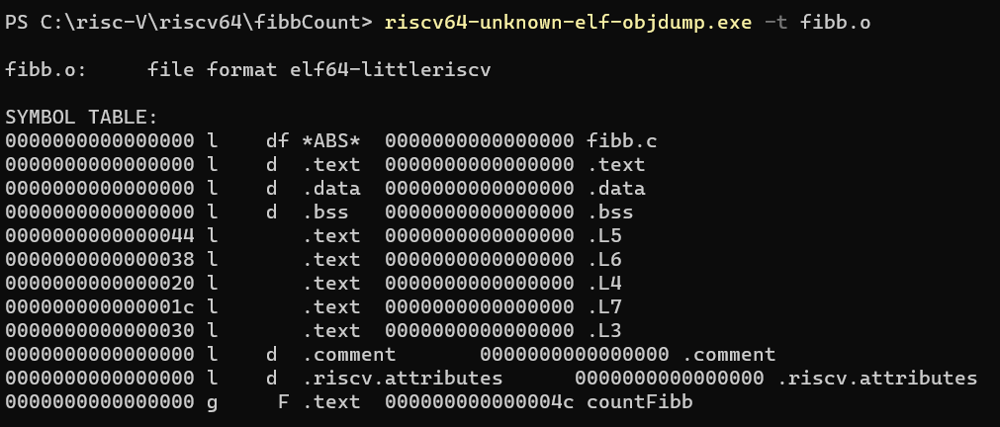 PS C:\risc-V\riscv64\fibbCount> riscv64-unknown-elf-objdump.exe -t fibb.o

fibb.o:     file format elf64-littleriscv

SYMBOL TABLE:
0000000000000000 l    df *ABS*  0000000000000000 fibb.c
0000000000000000 l    d  .text  0000000000000000 .text
0000000000000000 l    d  .data  0000000000000000 .data
0000000000000000 l    d  .bss   0000000000000000 .bss
0000000000000044 l       .text  0000000000000000 .L5
0000000000000038 l       .text  0000000000000000 .L6
0000000000000020 l       .text  0000000000000000 .L4
000000000000001c l       .text  0000000000000000 .L7
0000000000000030 l       .text  0000000000000000 .L3
0000000000000000 l    d  .comment       0000000000000000 .comment
0000000000000000 l    d  .riscv.attributes      0000000000000000 .riscv.attributes
0000000000000000 g     F .text  000000000000004c countFibb